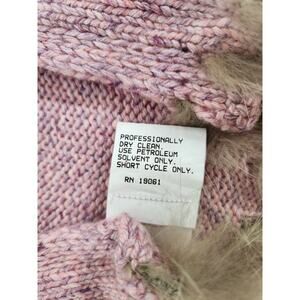 PROFESSIONALLY
DRY CLEAN.
USE PETROLEUM
SOLVENT ONLY.
SHORT CYCLE ONLY.
RN 19061